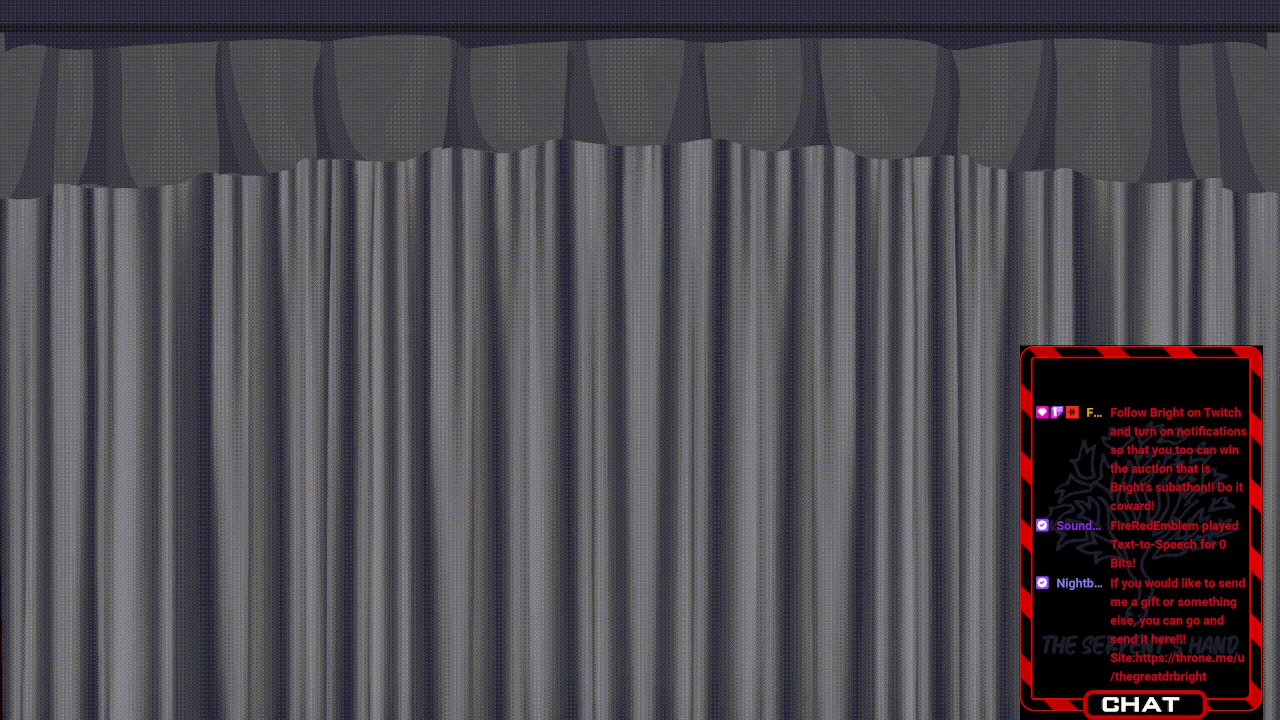 F... Follow Bright on Twitch
and turn on notifications
so that you too can win
the auction that is
Bright's subathon!! Do it
coward!
Sound... FireRedEmblem played
Text-to-Speech for 0
Bits!
Nightb... If you would like to send
me a gift or something
else, you can go and
send it here!!!
THE SERPENT'S HAND
Site:https://throne.me/u
/thegreatdrbright
CHAT